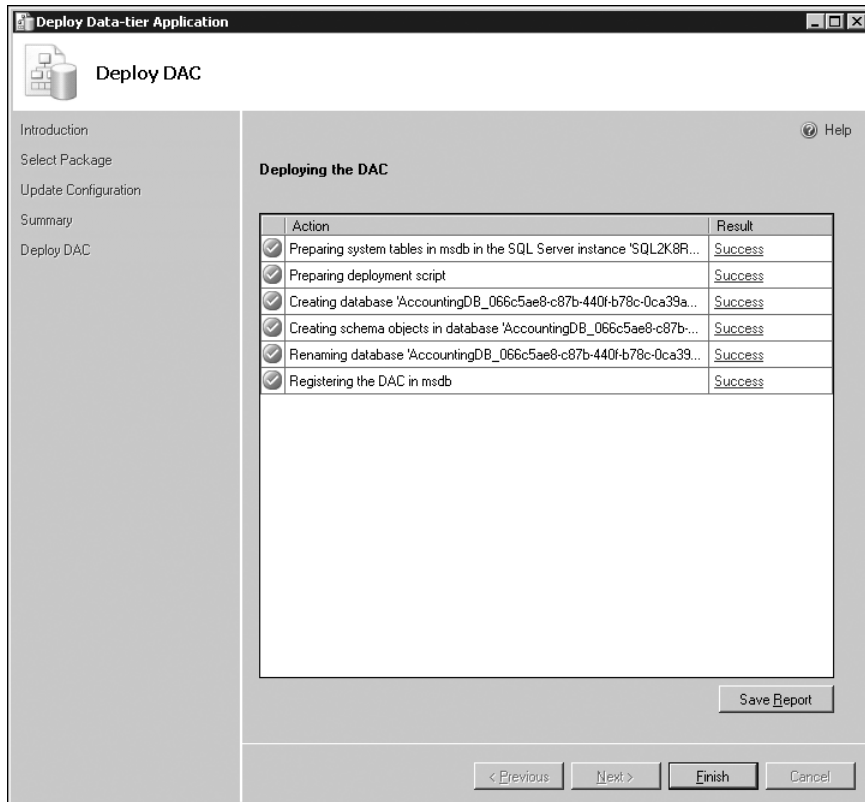 Deploy Data-tier Application
Deploy DAC
Introduction
Select Package
Update Configuration
Summary
Deploy DAC
Help
Deploying the DAC
Action Result
Preparing system tables in msdb in the SQL Server instance 'SQL2K8R... Success
Preparing deployment script Success
Creating database 'AccountingDB_066c5ae8-c87b-440f-b78c-0ca39a... Success
Creating schema objects in database 'AccountingDB_066c5ae8-c87b-... Success
Renaming database 'AccountingDB_066c5ae8-c87b-440f-b78c-0ca39... Success
Registering the DAC in msdb Success
Save Report
< Previous Next > Finish Cancel